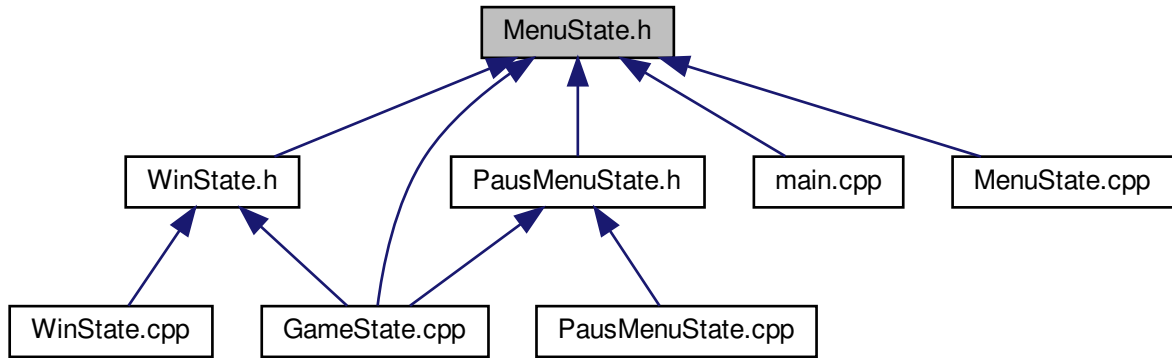 MenuState.h
WinState.h
PausMenuState.h
main.cpp
MenuState.cpp
WinState.cpp
GameState.cpp
PausMenuState.cpp